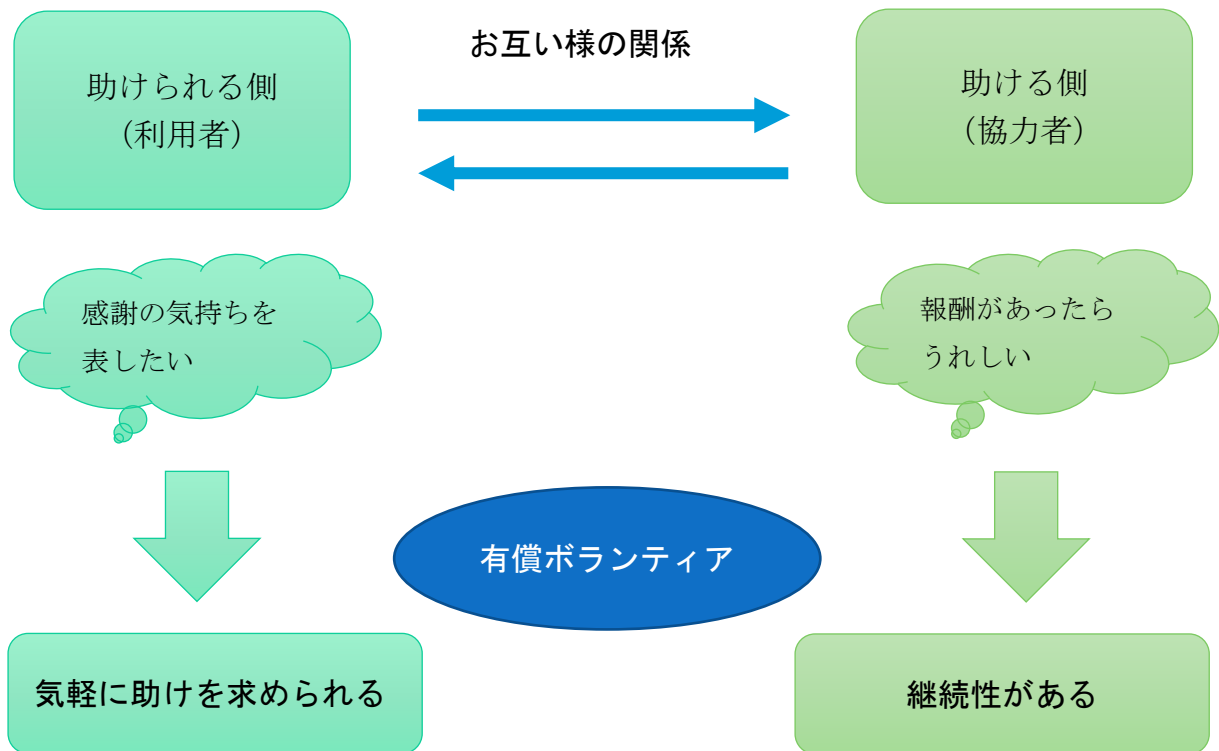 お互い様の関係
助けられる側
（利用者）
助ける側
（協力者）
感謝の気持ちを
表したい
報酬があったら
うれしい
有償ボランティア
気軽に助けを求められる
継続性がある